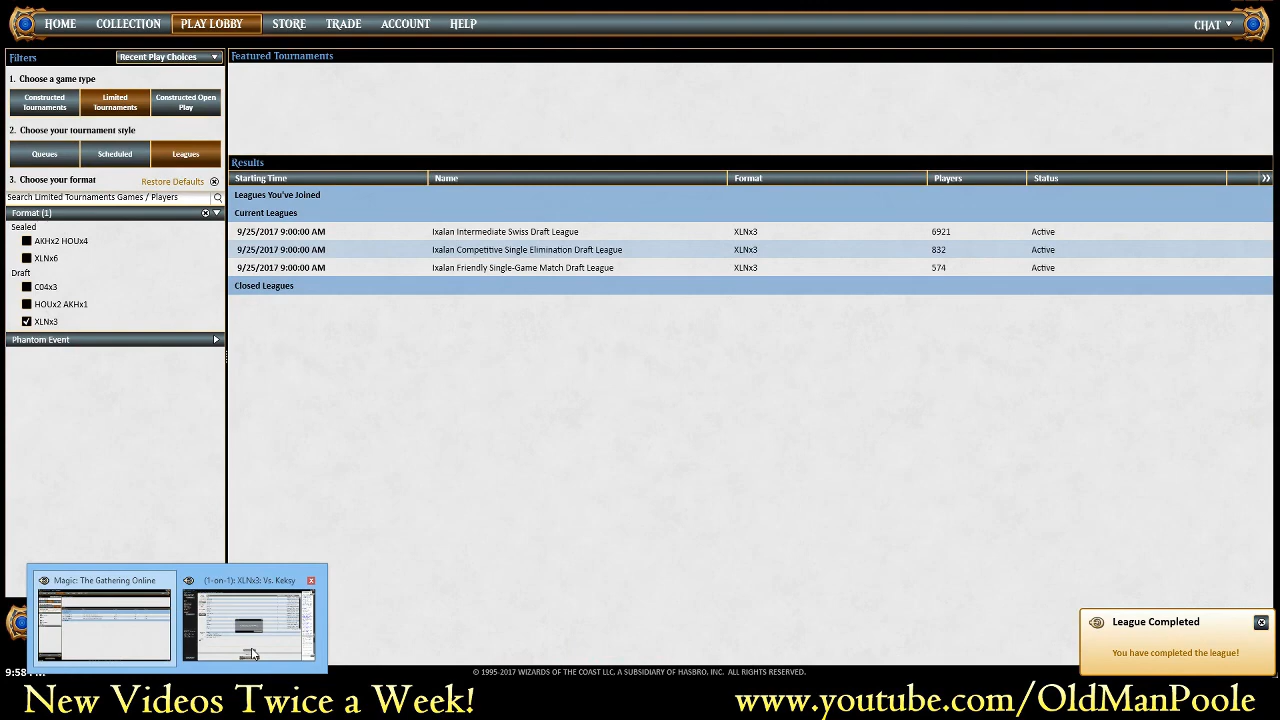 HOME COLLECTION PLAY LOBBY STORE TRADE ACCOUNT HELP CHAT
Filters Recent Play Choices
1. Choose a game type
Constructed Tournaments Limited Tournaments Constructed Open Play
2. Choose your tournament style
Queues Scheduled Leagues
3. Choose your format Restore Defaults
Search Limited Tournaments Games / Players
Format (1)
Sealed
AKHx2 HOUx4
XLNx6
Draft
C04x3
HOUx2 AKHx1
XLNx3
Phantom Event
Featured Tournaments
Results
Starting Time Name Format Players Status
Leagues You've Joined
Current Leagues
9/25/2017 9:00:00 AM Ixalan Intermediate Swiss Draft League XLNx3 6921 Active
9/25/2017 9:00:00 AM Ixalan Competitive Single Elimination Draft League XLNx3 832 Active
9/25/2017 9:00:00 AM Ixalan Friendly Single-Game Match Draft League XLNx3 574 Active
Closed Leagues
Magic: The Gathering Online (1-on-1): XLNx3: Vs. Keksy
League Completed
You have completed the league!
9:58
© 1995-2017 WIZARDS OF THE COAST LLC, A SUBSIDIARY OF HASBRO, INC. ALL RIGHTS RESERVED.
New Videos Twice a Week! www.youtube.com/OldManPoole